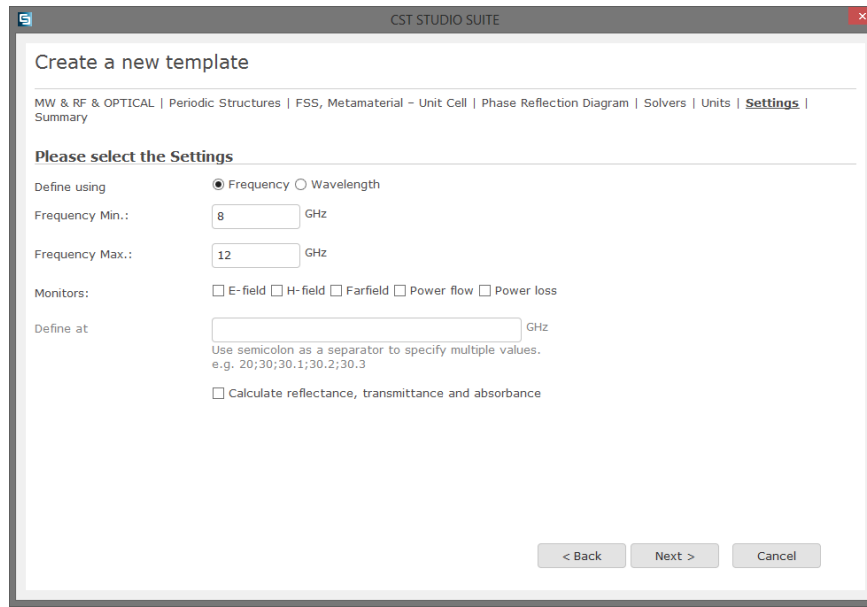 CST STUDIO SUITE
Create a new template
MW & RF & OPTICAL | Periodic Structures | FSS, Metamaterial – Unit Cell | Phase Reflection Diagram | Solvers | Units | Settings |
Summary
Please select the Settings
Define using Frequency Wavelength
Frequency Min.: 8 GHz
Frequency Max.: 12 GHz
Monitors: E-field H-field Farfield Power flow Power loss
Define at GHz
Use semicolon as a separator to specify multiple values.
e.g. 20;30;30.1;30.2;30.3
Calculate reflectance, transmittance and absorbance
< Back Next > Cancel